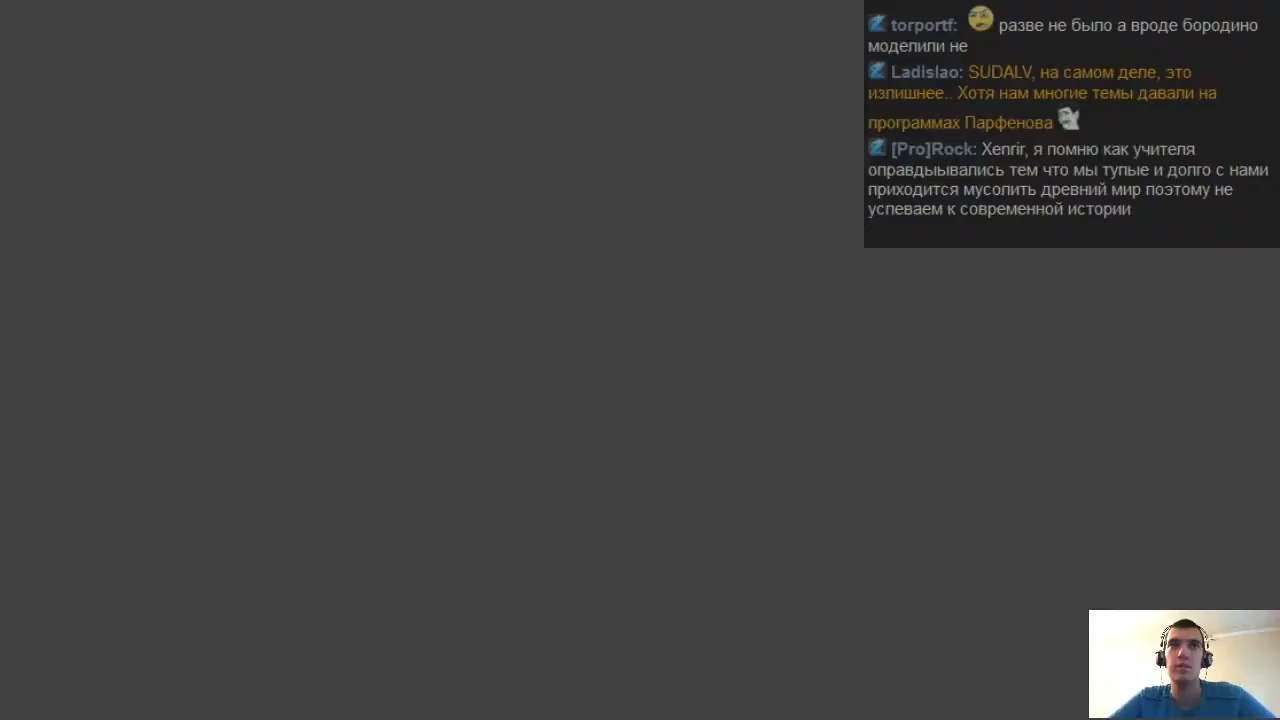 torportf: разве не было а вроде бородино
моделили не
Ladislao: SUDALV, на самом деле, это
излишнее.. Хотя нам многие темы давали на
программах Парфенова
[Pro]Rock: Xenrir, я помню как учителя
оправдыывались тем что мы тупые и долго с нами
приходится мусолить древний мир поэтому не
успеваем к современной истории